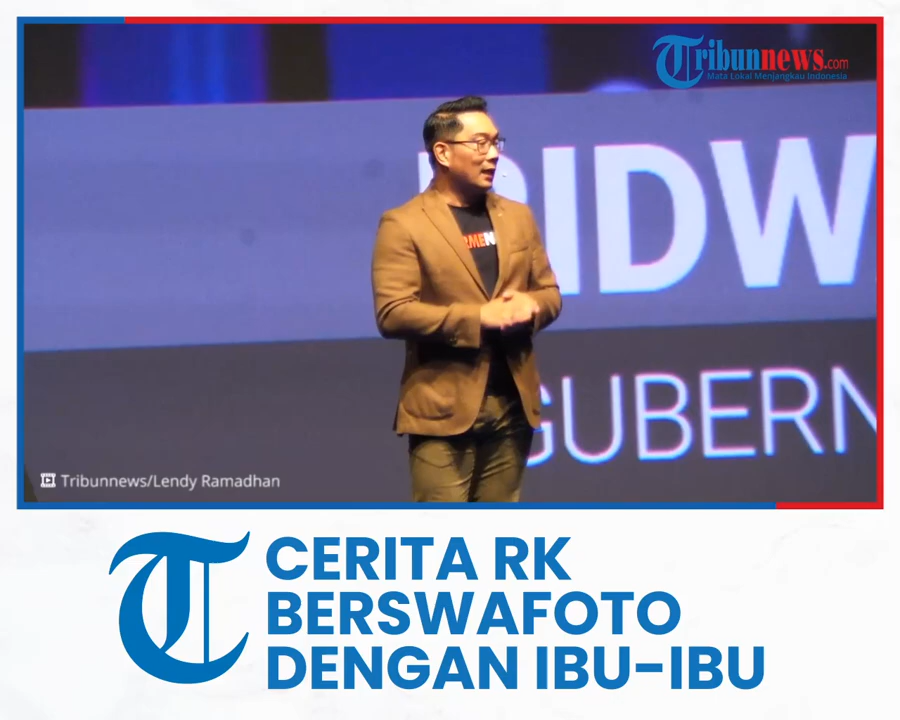 Tribunnews.com
Mata Lokal Menjangkau Indonesia
RIDW
GUBERN
Tribunnews/Lendy Ramadhan
CERITA RK
BERSWAFOTO
DENGAN IBU-IBU